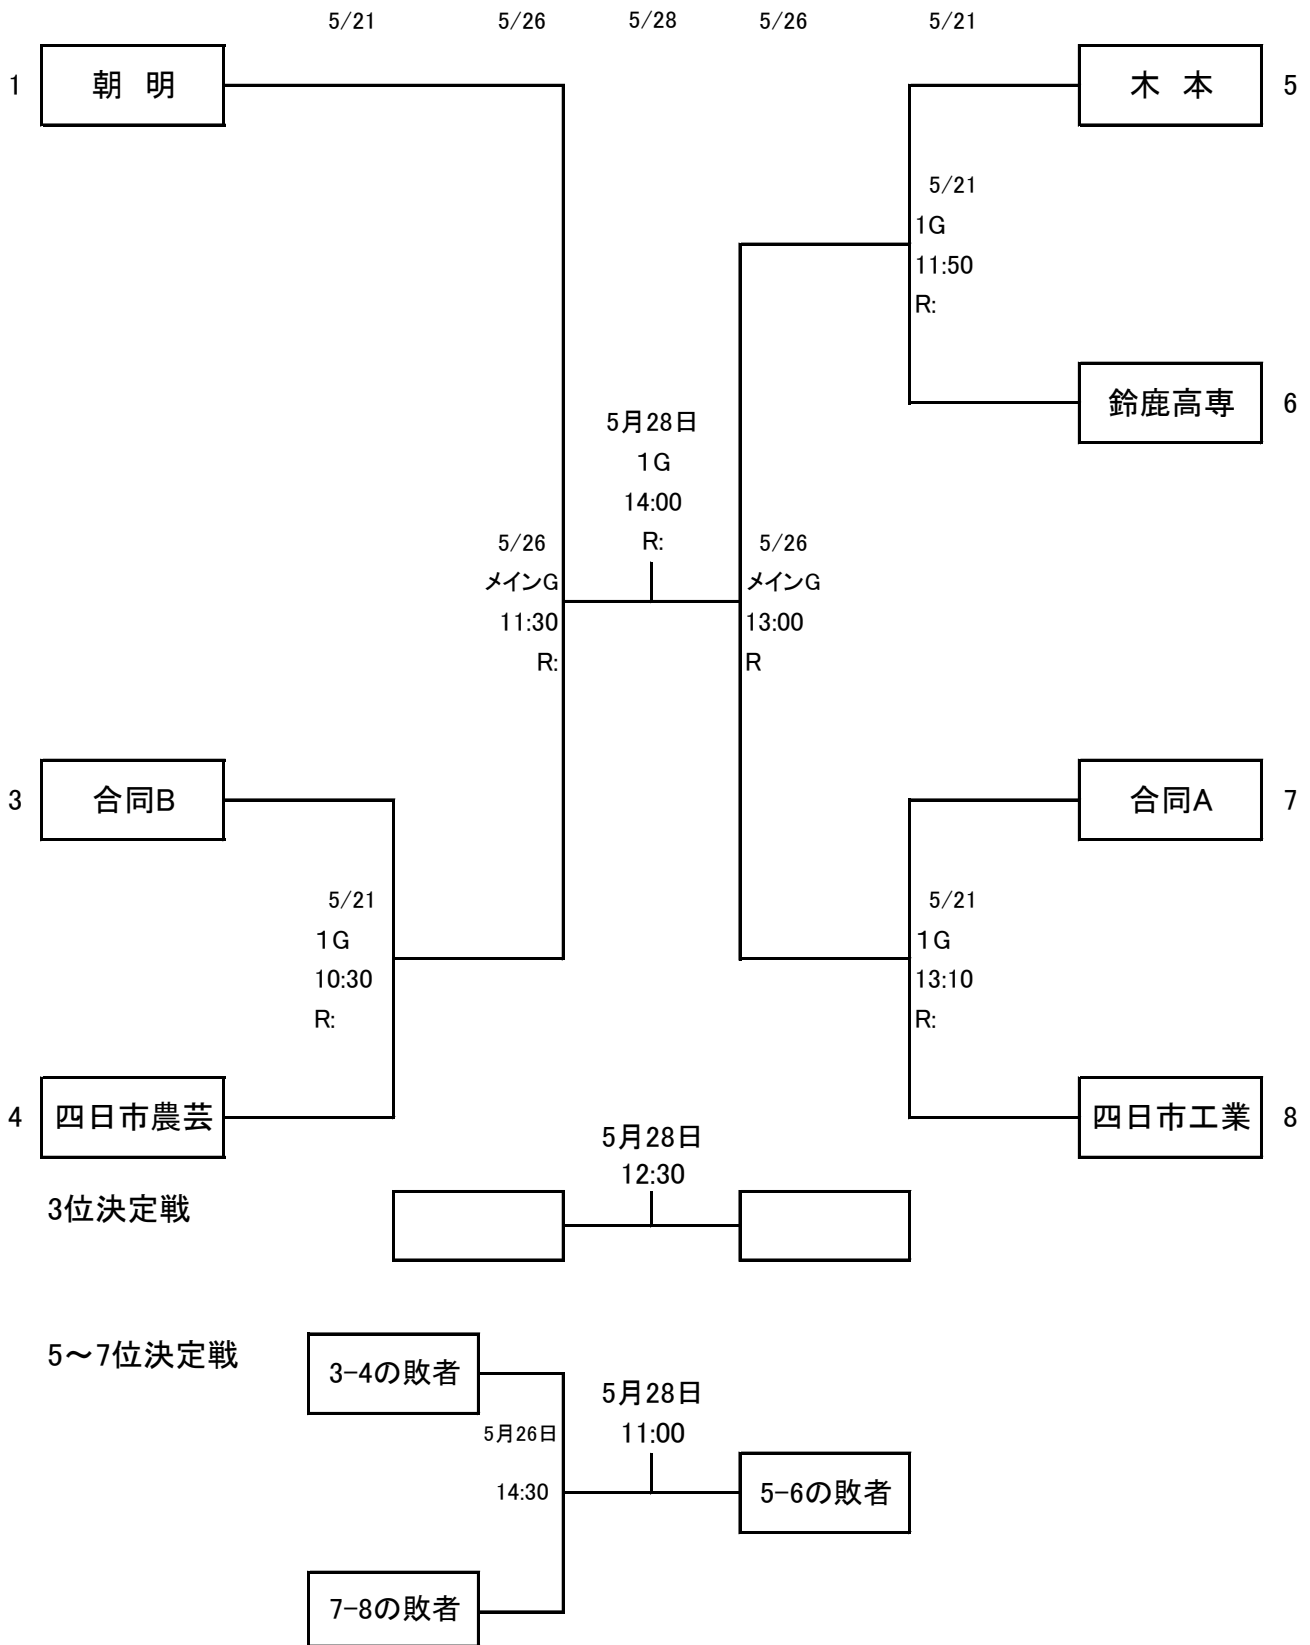 5/21 5/26 5/28 5/26 5/21
1 朝 明
木 本 5
5/21
1G
11:50
R:
鈴鹿高専 6
5月28日
1G
14:00
R:
5/26
メインG
11:30
R:
5/26
メインG
13:00
R
3 合同B
合同A 7
5/21
1G
10:30
R:
5/21
1G
13:10
R:
4 四日市農芸
四日市工業 8
3位決定戦
5月28日
12:30
5～7位決定戦
3-4の敗者
5月26日
14:30
5月28日
11:00
5-6の敗者
7-8の敗者